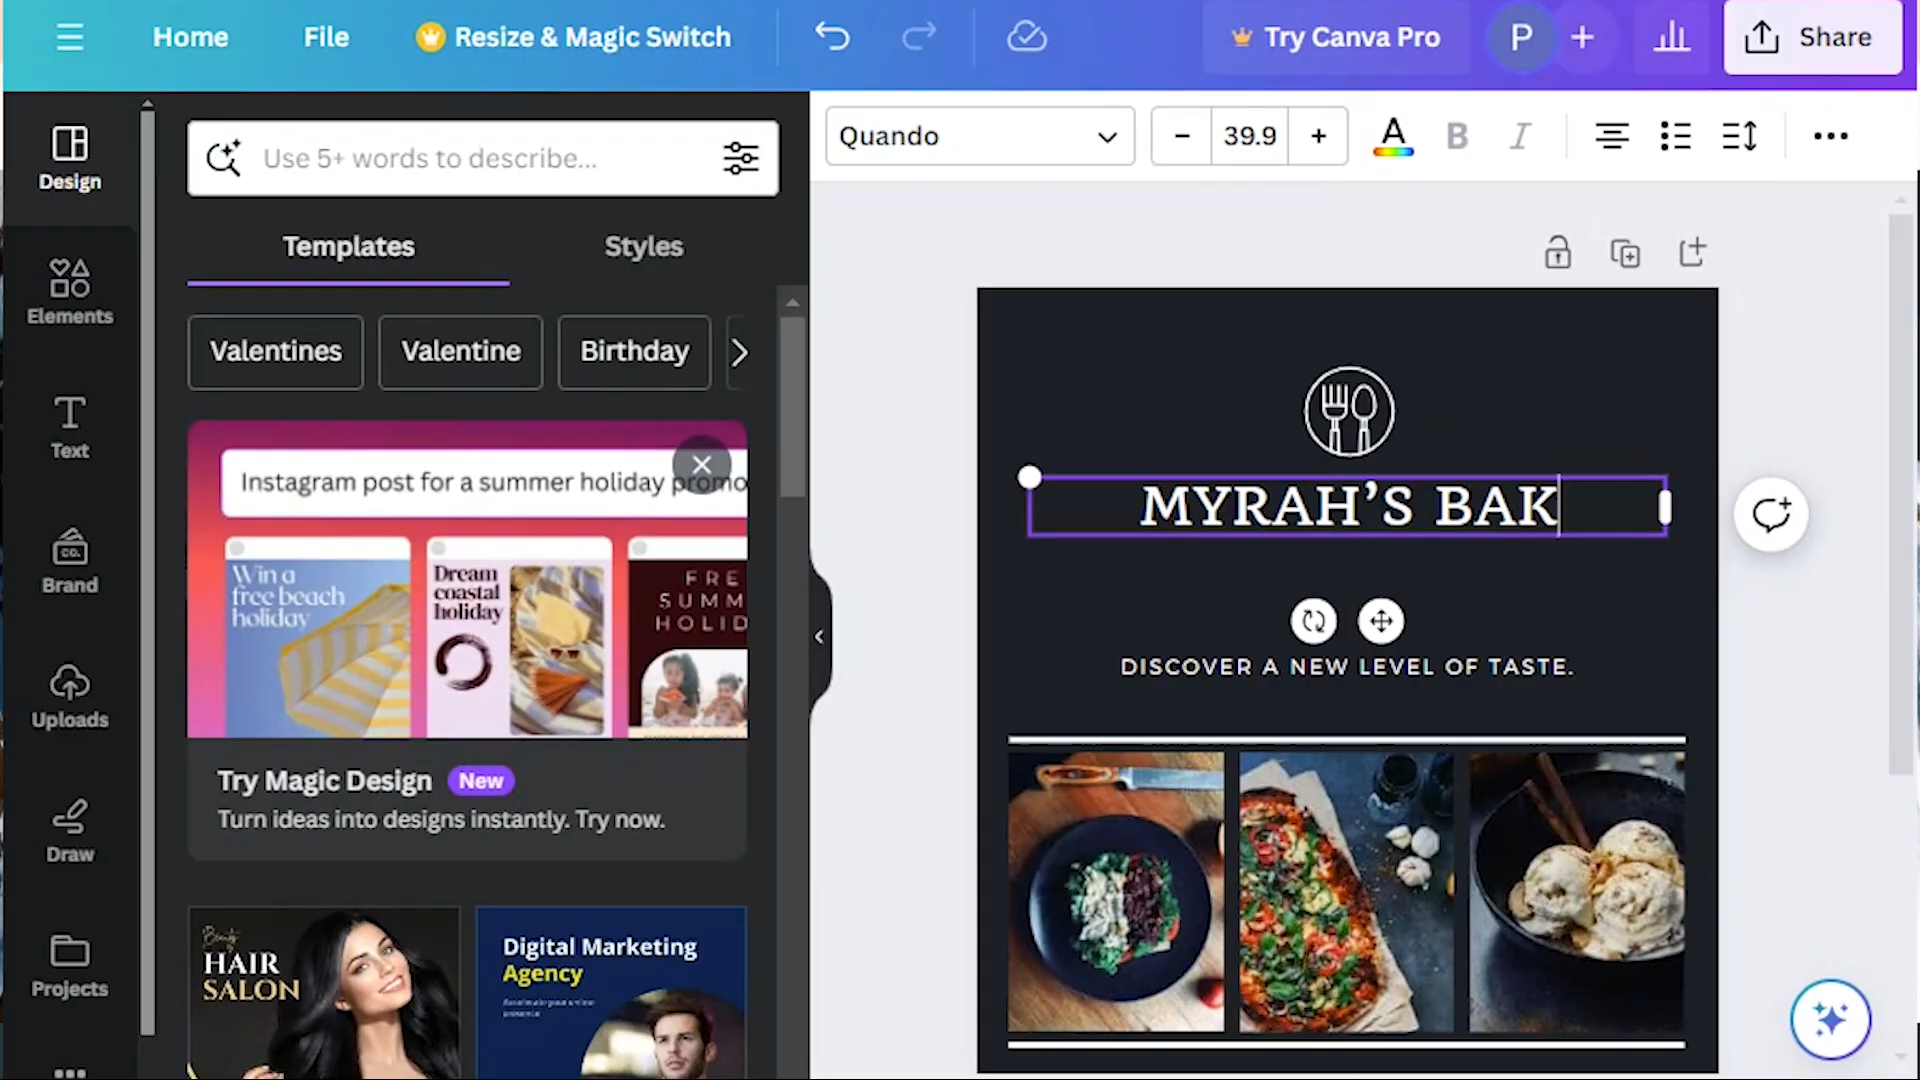 Home File Resize & Magic Switch Try Canva Pro P + Share
Design
Elements
Text
CO.
Brand
Uploads
Draw
Projects
Use 5+ words to describe...
Templates Styles
Valentines Valentine Birthday
Instagram post for a summer holiday promo
Win a
free beach
holiday
Dream
coastal
holiday
FRE
SUMM
HOLID
Try Magic Design New
Turn ideas into designs instantly. Try now.
Beauty
HAIR
SALON
Digital Marketing
Agency
Quando − 39.9 + A B I
MYRAH’S BAK
DISCOVER A NEW LEVEL OF TASTE.